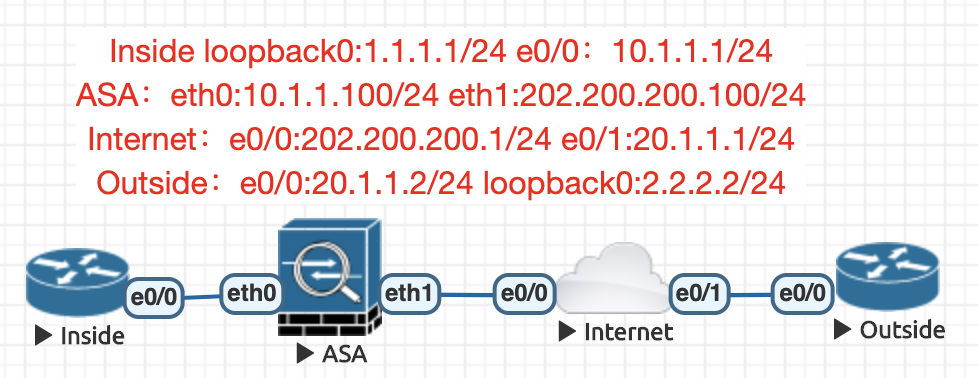 Inside loopback0:1.1.1.1/24 e0/0：10.1.1.1/24
ASA：eth0:10.1.1.100/24 eth1:202.200.200.100/24
Internet：e0/0:202.200.200.1/24 e0/1:20.1.1.1/24
Outside：e0/0:20.1.1.2/24 loopback0:2.2.2.2/24
e0/0 eth0 eth1 e0/0 e0/1 e0/0
Inside ASA Internet Outside